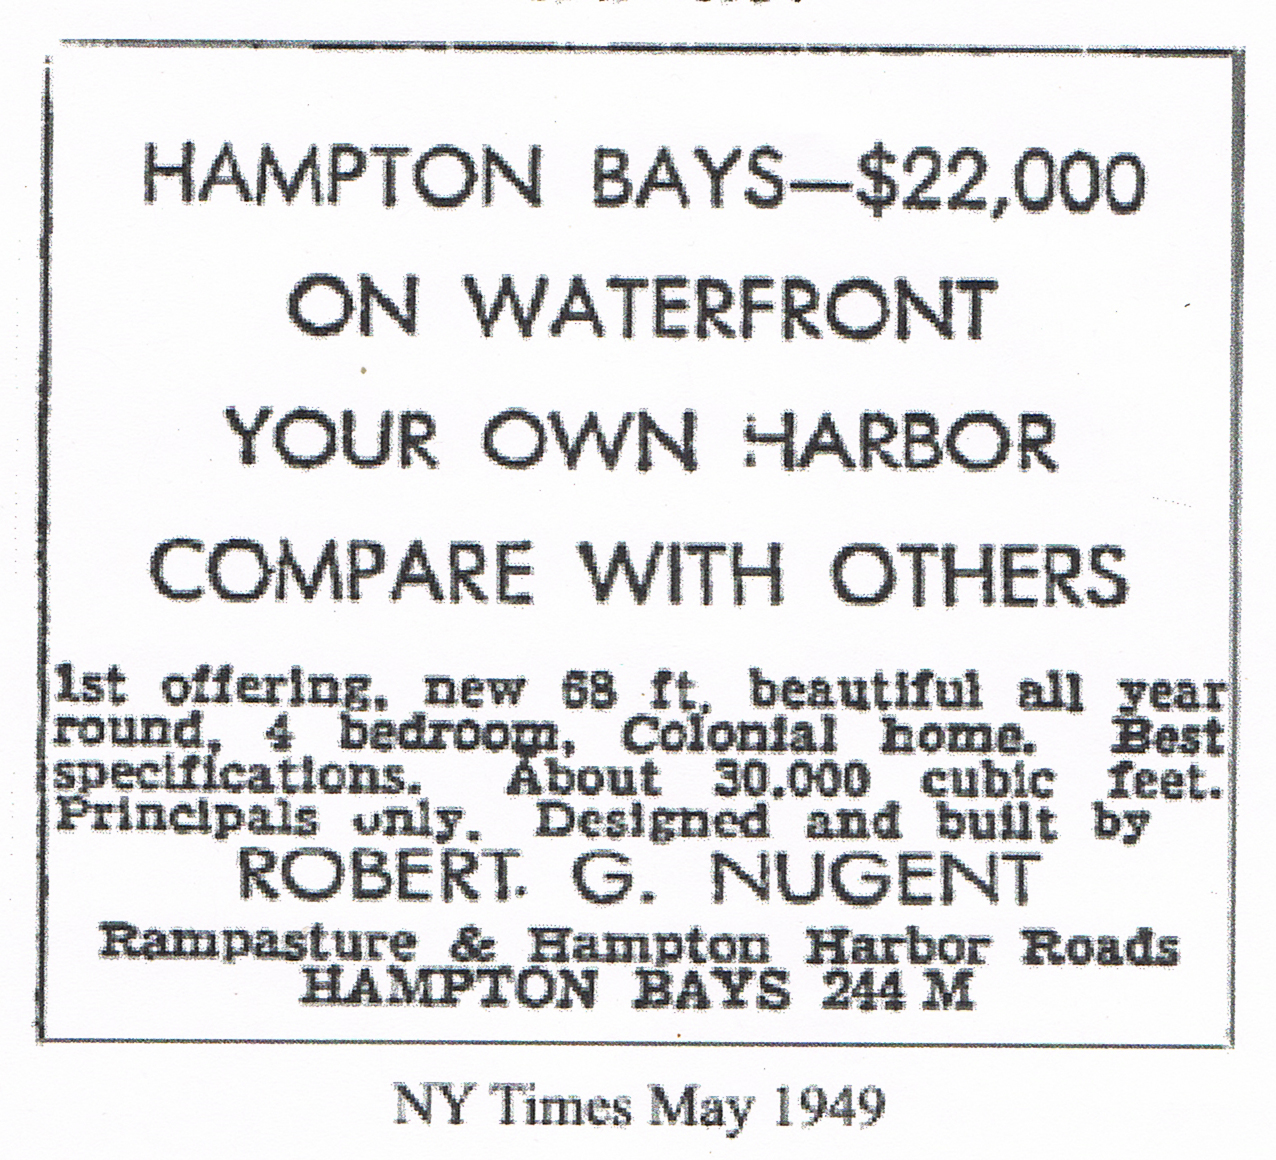 HAMPTON BAYS—$22,000
ON WATERFRONT
YOUR OWN HARBOR
COMPARE WITH OTHERS
1st offering, new 68 ft. beautiful all year
round, 4 bedroom, Colonial home. Best
specifications. About 30.000 cubic feet.
Principals only. Designed and built by
ROBERT. G. NUGENT
Rampasture & Hampton Harbor Roads
HAMPTON BAYS 244 M
NY Times May 1949